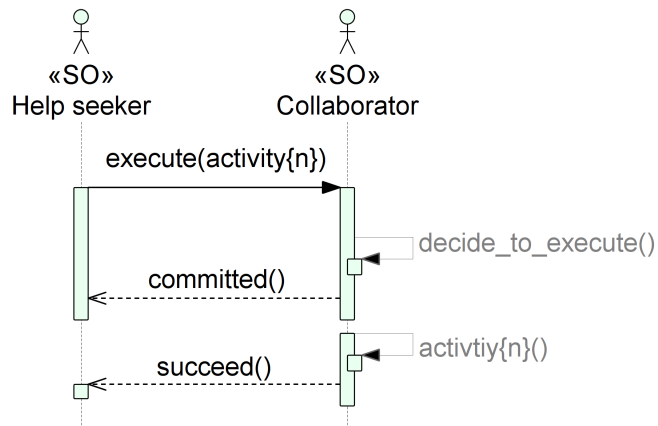 «SO» «SO»
Help seeker Collaborator
execute(activity{n})
decide_to_execute()
committed()
activtiy{n}()
succeed()